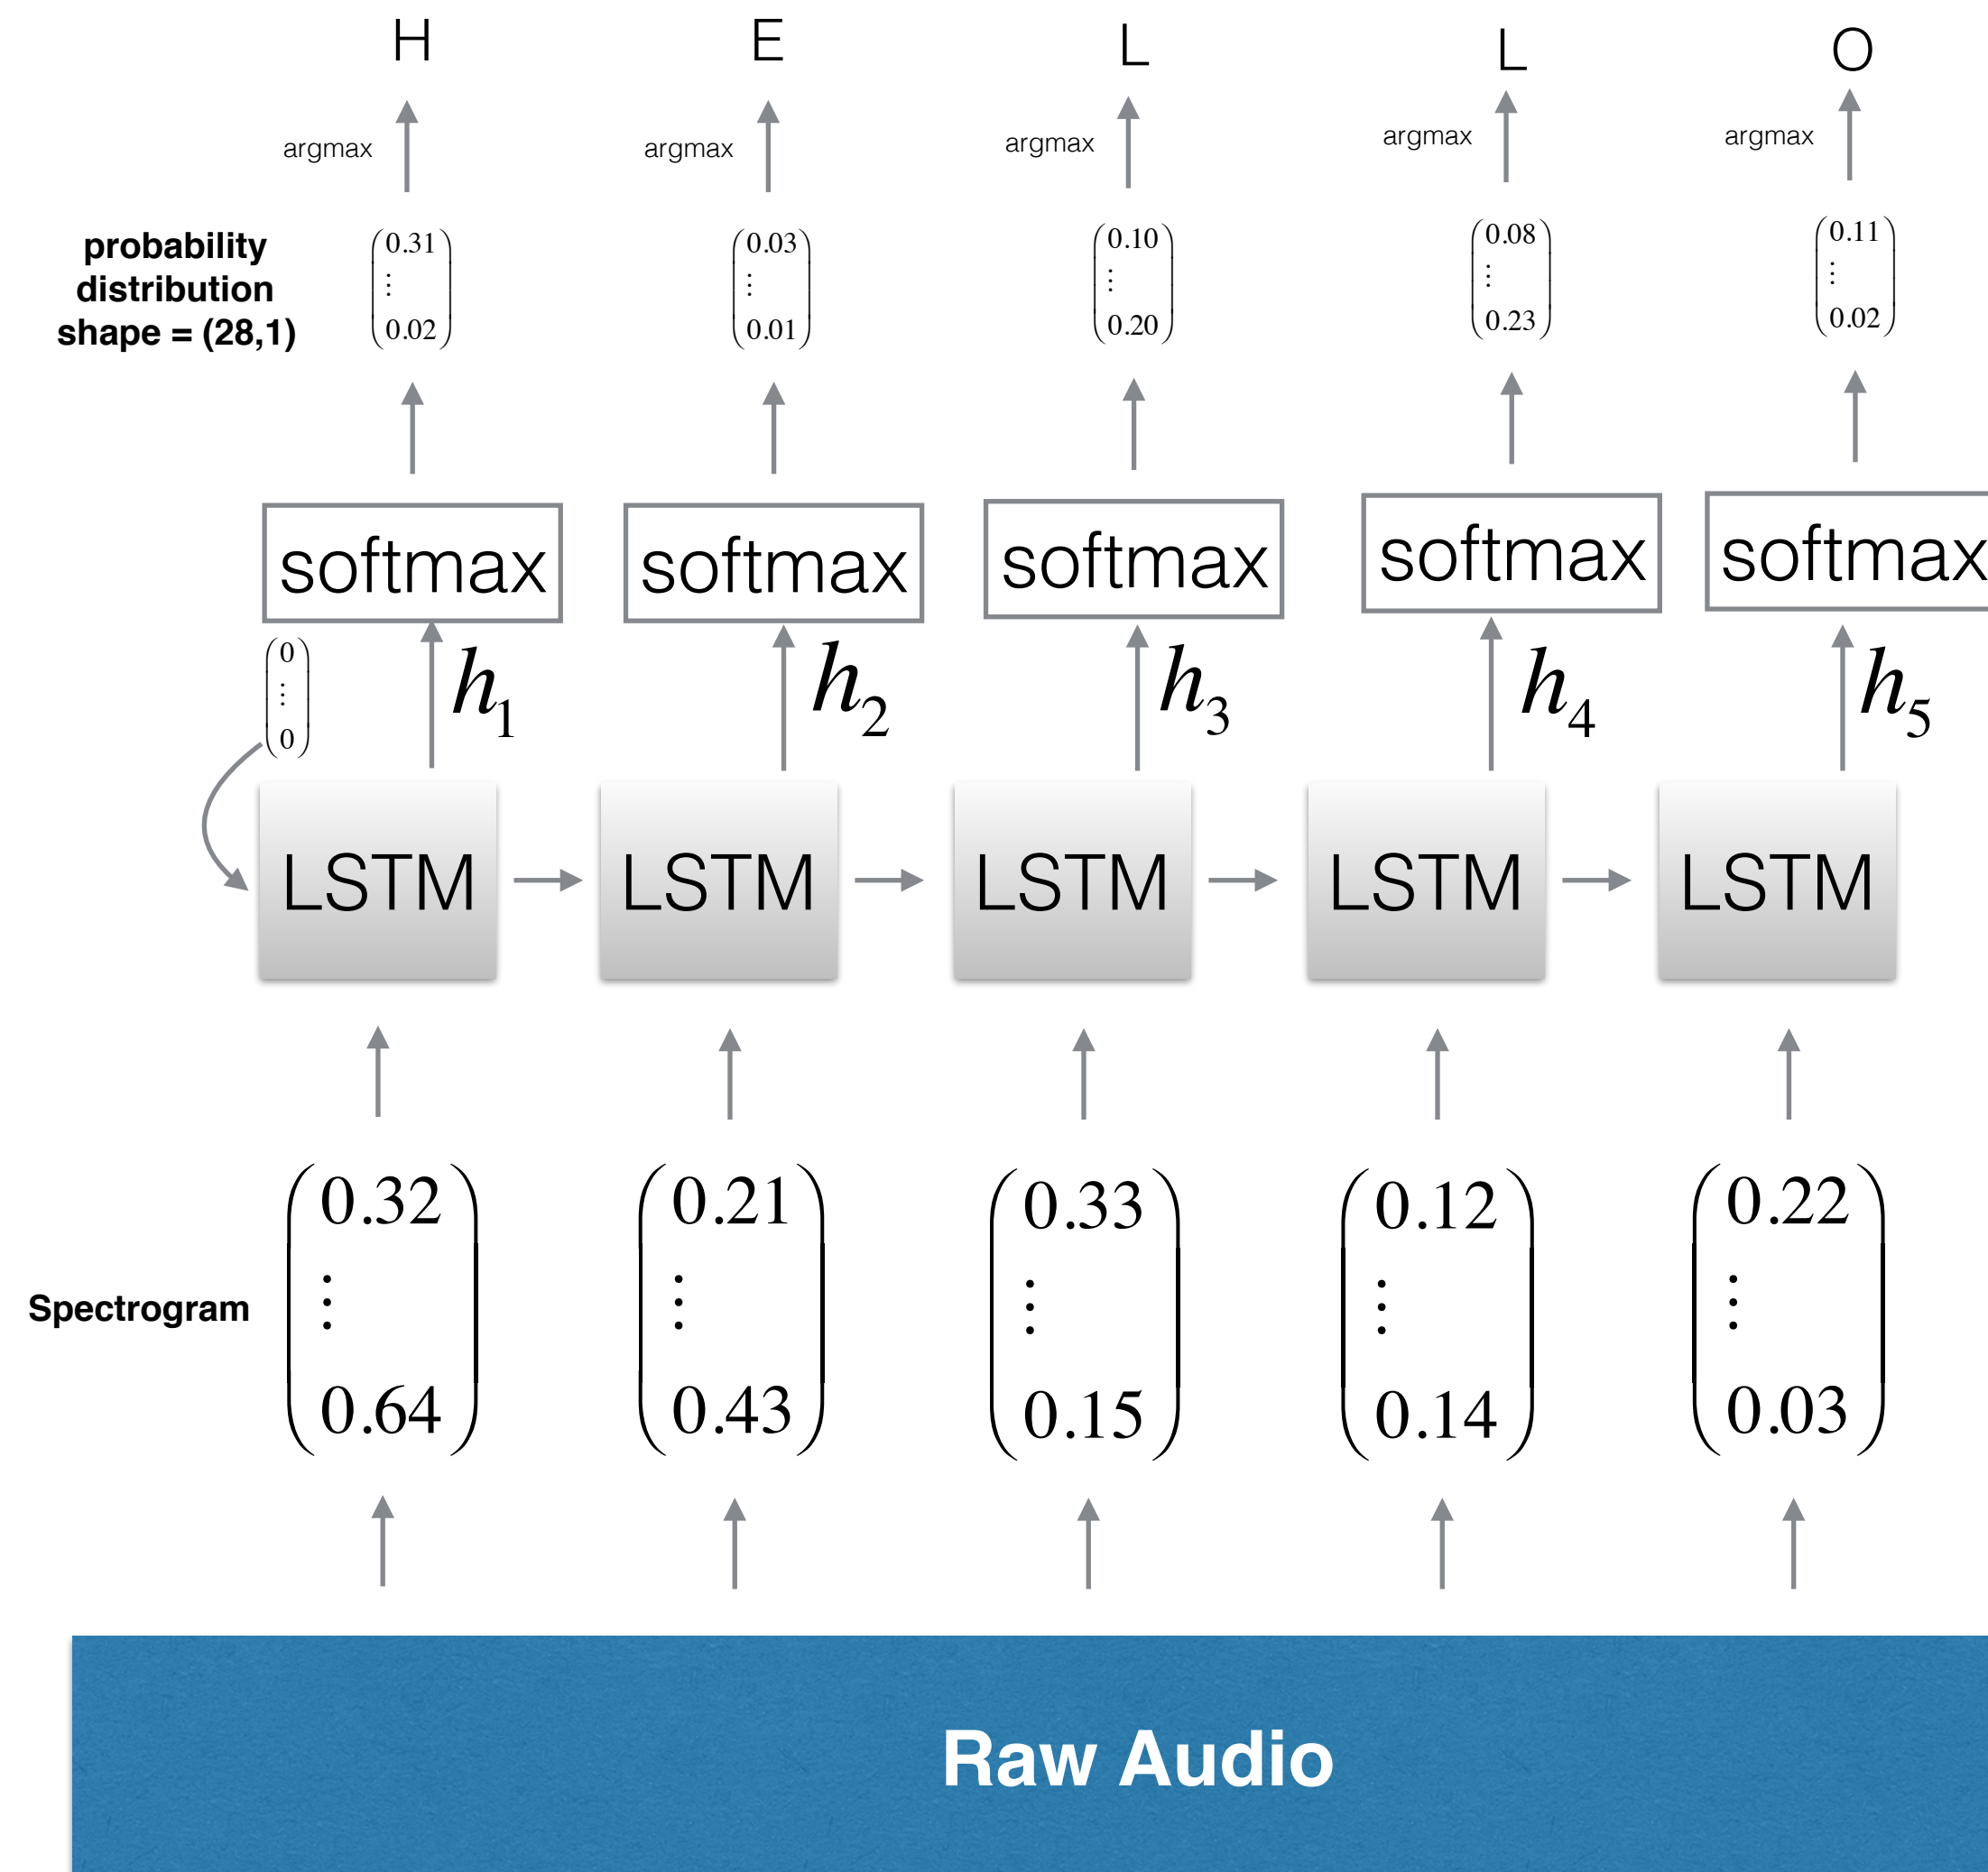 H E L L O
argmax argmax argmax argmax argmax
probability
distribution
shape = (28,1)
0.31 0.03 0.10 0.08 0.11
⋮ ⋮ ⋮ ⋮ ⋮
0.02 0.01 0.20 0.23 0.02
softmax softmax softmax softmax softmax
0
⋮
0
h₁ h₂ h₃ h₄ h₅
LSTM LSTM LSTM LSTM LSTM
Spectrogram
0.32 0.21 0.33 0.12 0.22
⋮ ⋮ ⋮ ⋮ ⋮
0.64 0.43 0.15 0.14 0.03
Raw Audio